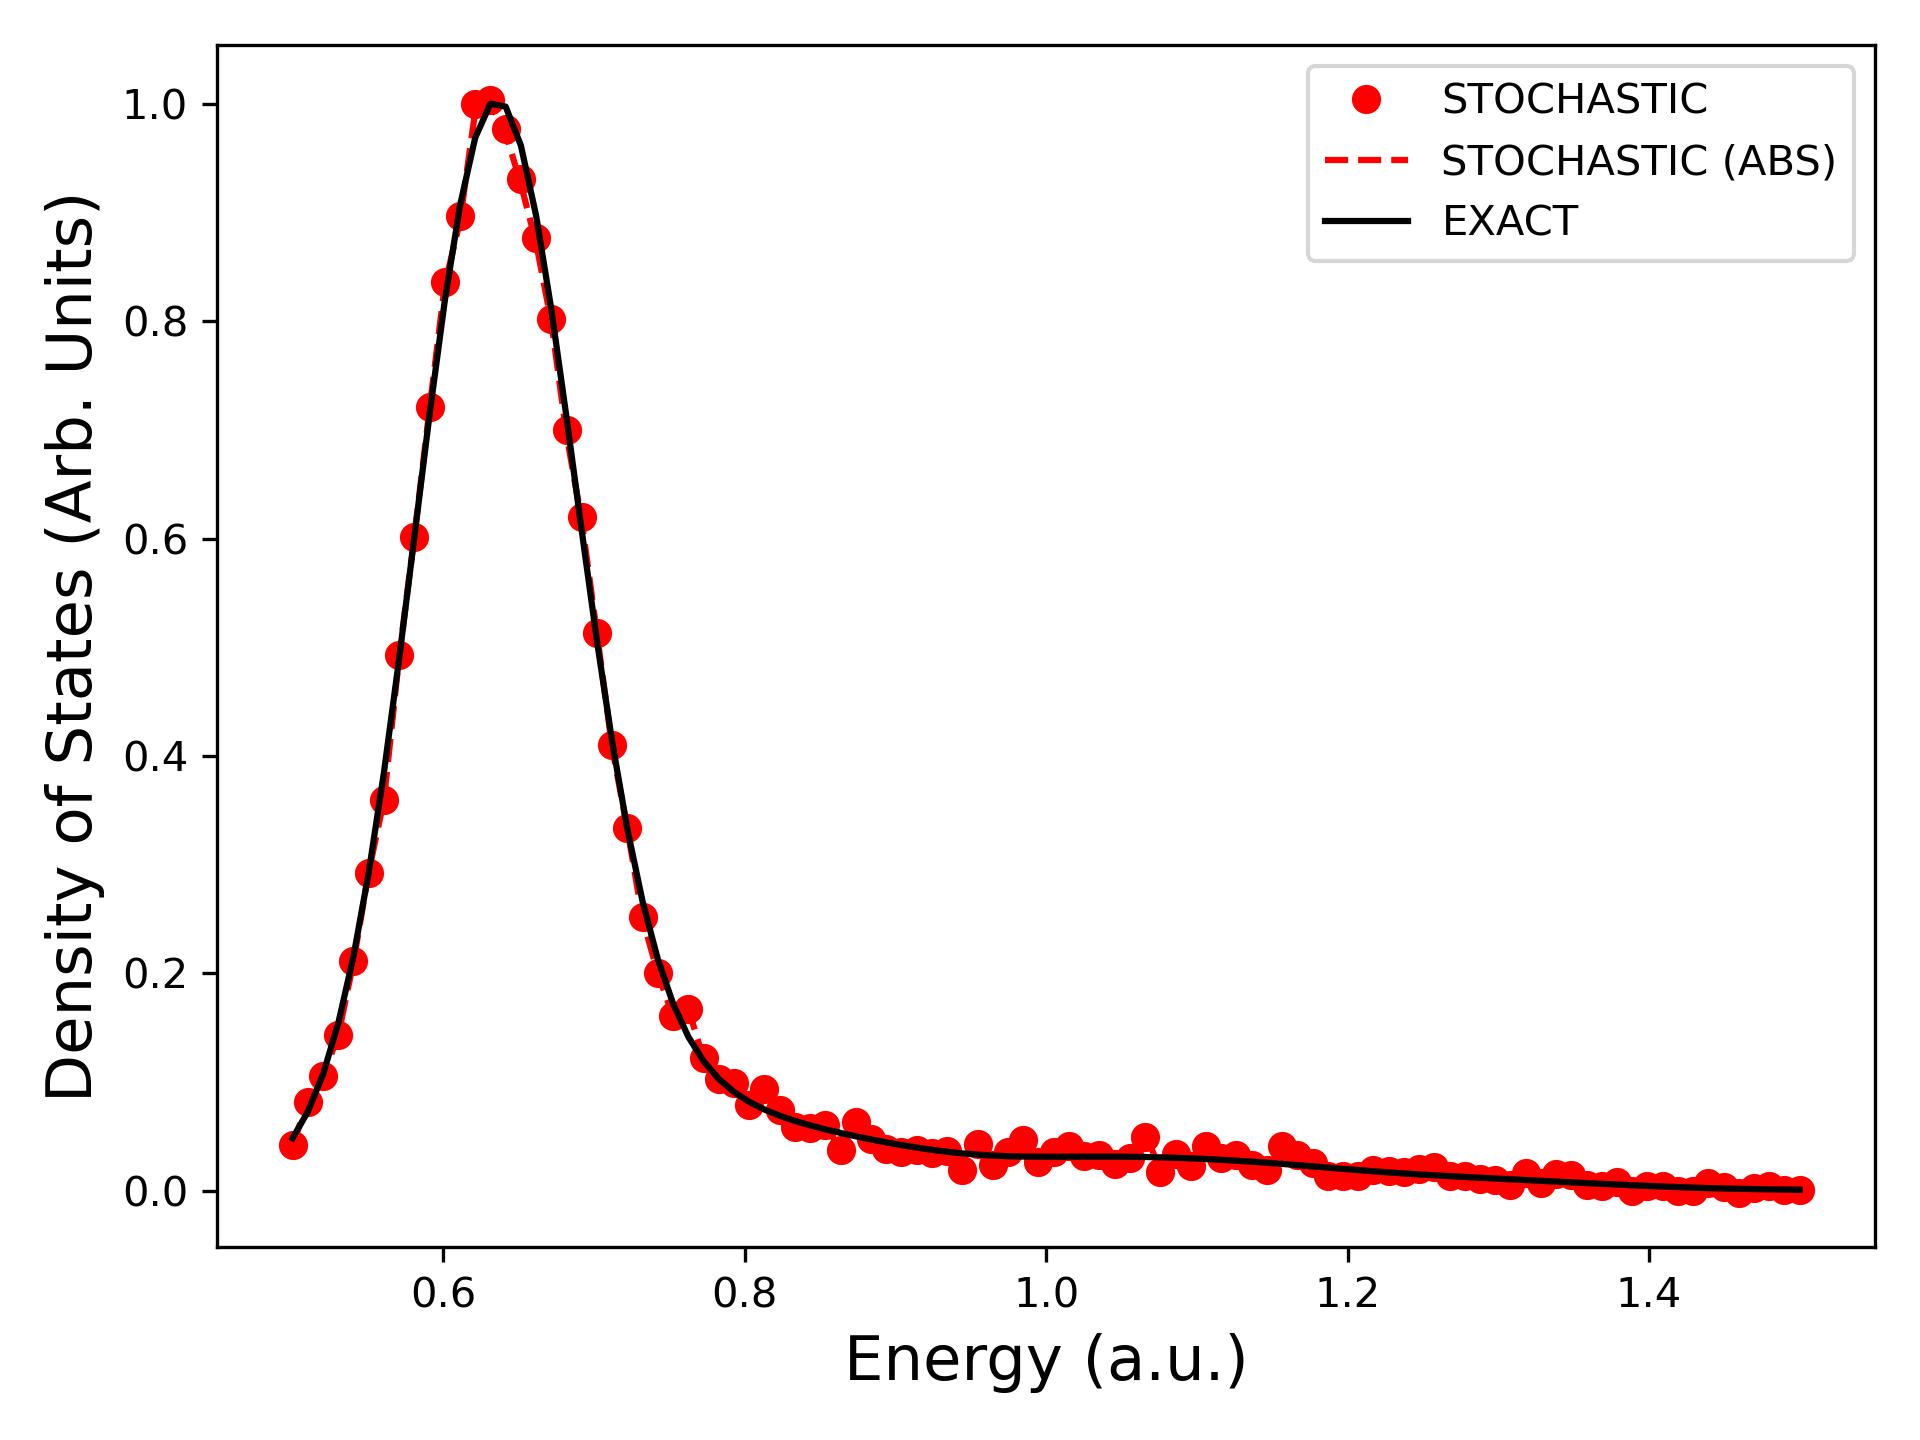 STOCHASTIC
STOCHASTIC (ABS)
EXACT
Density of States (Arb. Units)
1.0
0.8
0.6
0.4
0.2
0.0
0.6 0.8 1.0 1.2 1.4
Energy (a.u.)